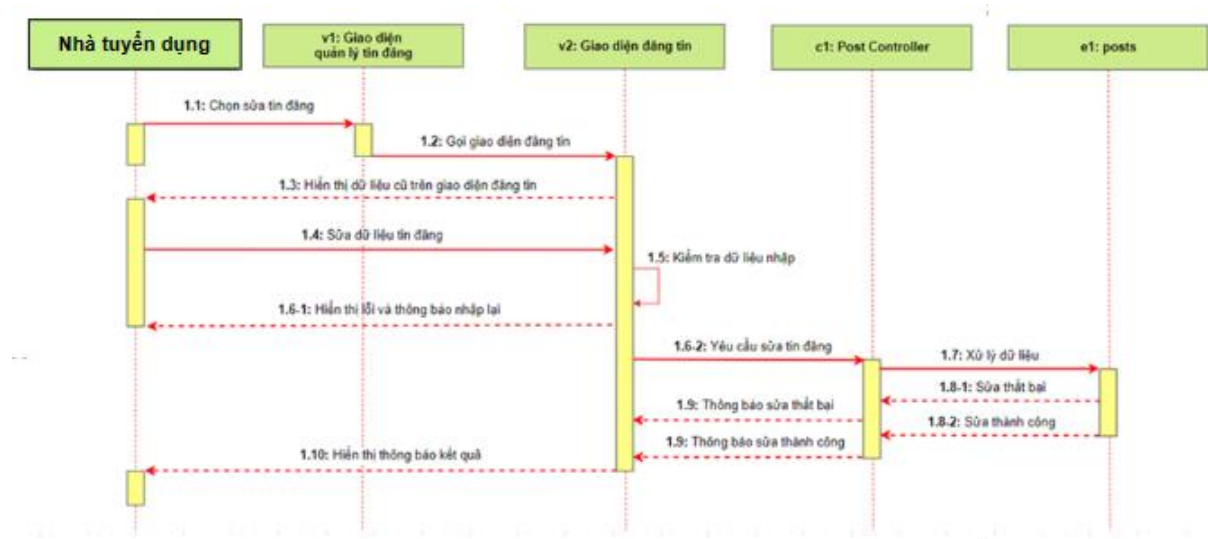 Nhà tuyển dụng
v1: Giao diện
quản lý tin đăng
v2: Giao diện đăng tin
c1: Post Controller
e1: posts
1.1: Chọn sửa tin đăng
1.2: Gọi giao diện đăng tin
1.3: Hiển thị dữ liệu cũ trên giao diện đăng tin
1.4: Sửa dữ liệu tin đăng
1.5: Kiểm tra dữ liệu nhập
1.6-1: Hiển thị lỗi và thông báo nhập lại
1.6-2: Yêu cầu sửa tin đăng
1.7: Xử lý dữ liệu
1.8-1: Sửa thất bại
1.9: Thông báo sửa thất bại
1.8-2: Sửa thành công
1.9: Thông báo sửa thành công
1.10: Hiển thị thông báo kết quả